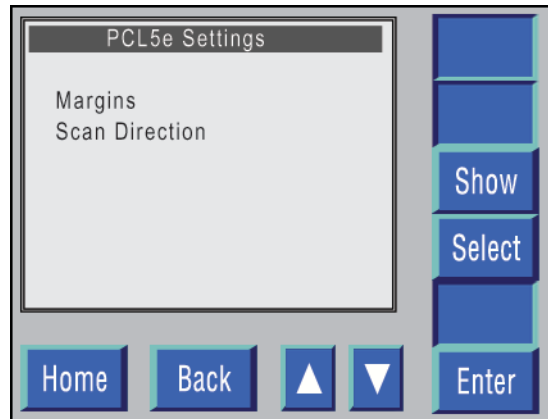 PCL5e Settings
Margins
Scan Direction
Show
Select
Home
Back
Enter